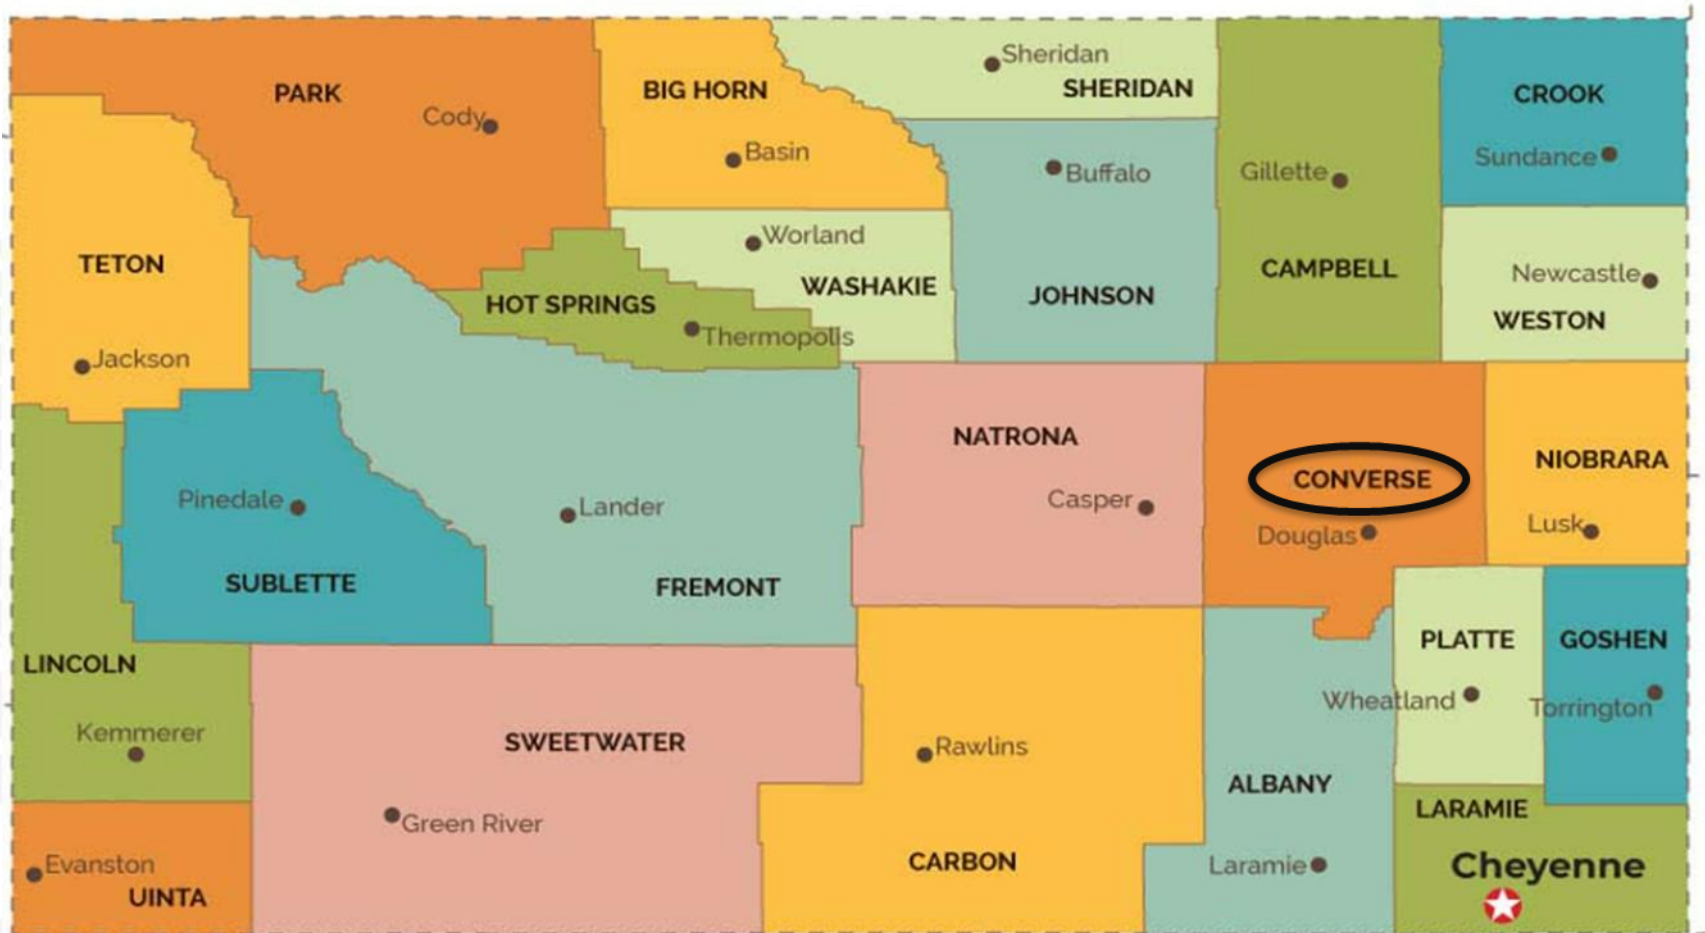 Sheridan
PARK
BIG HORN
SHERIDAN
CROOK
Cody
Basin
Buffalo
Gillette
Sundance
Worland
TETON
WASHAKIE
JOHNSON
CAMPBELL
Newcastle
HOT SPRINGS
WESTON
Thermopolis
Jackson
NATRONA
CONVERSE
NIOBRARA
Pinedale
Lander
Casper
Douglas
Lusk
SUBLETTE
FREMONT
PLATTE
GOSHEN
LINCOLN
Wheatland
Torrington
Kemmerer
SWEETWATER
Rawlins
ALBANY
LARAMIE
Green River
Evanston
CARBON
Laramie
Cheyenne
UINTA